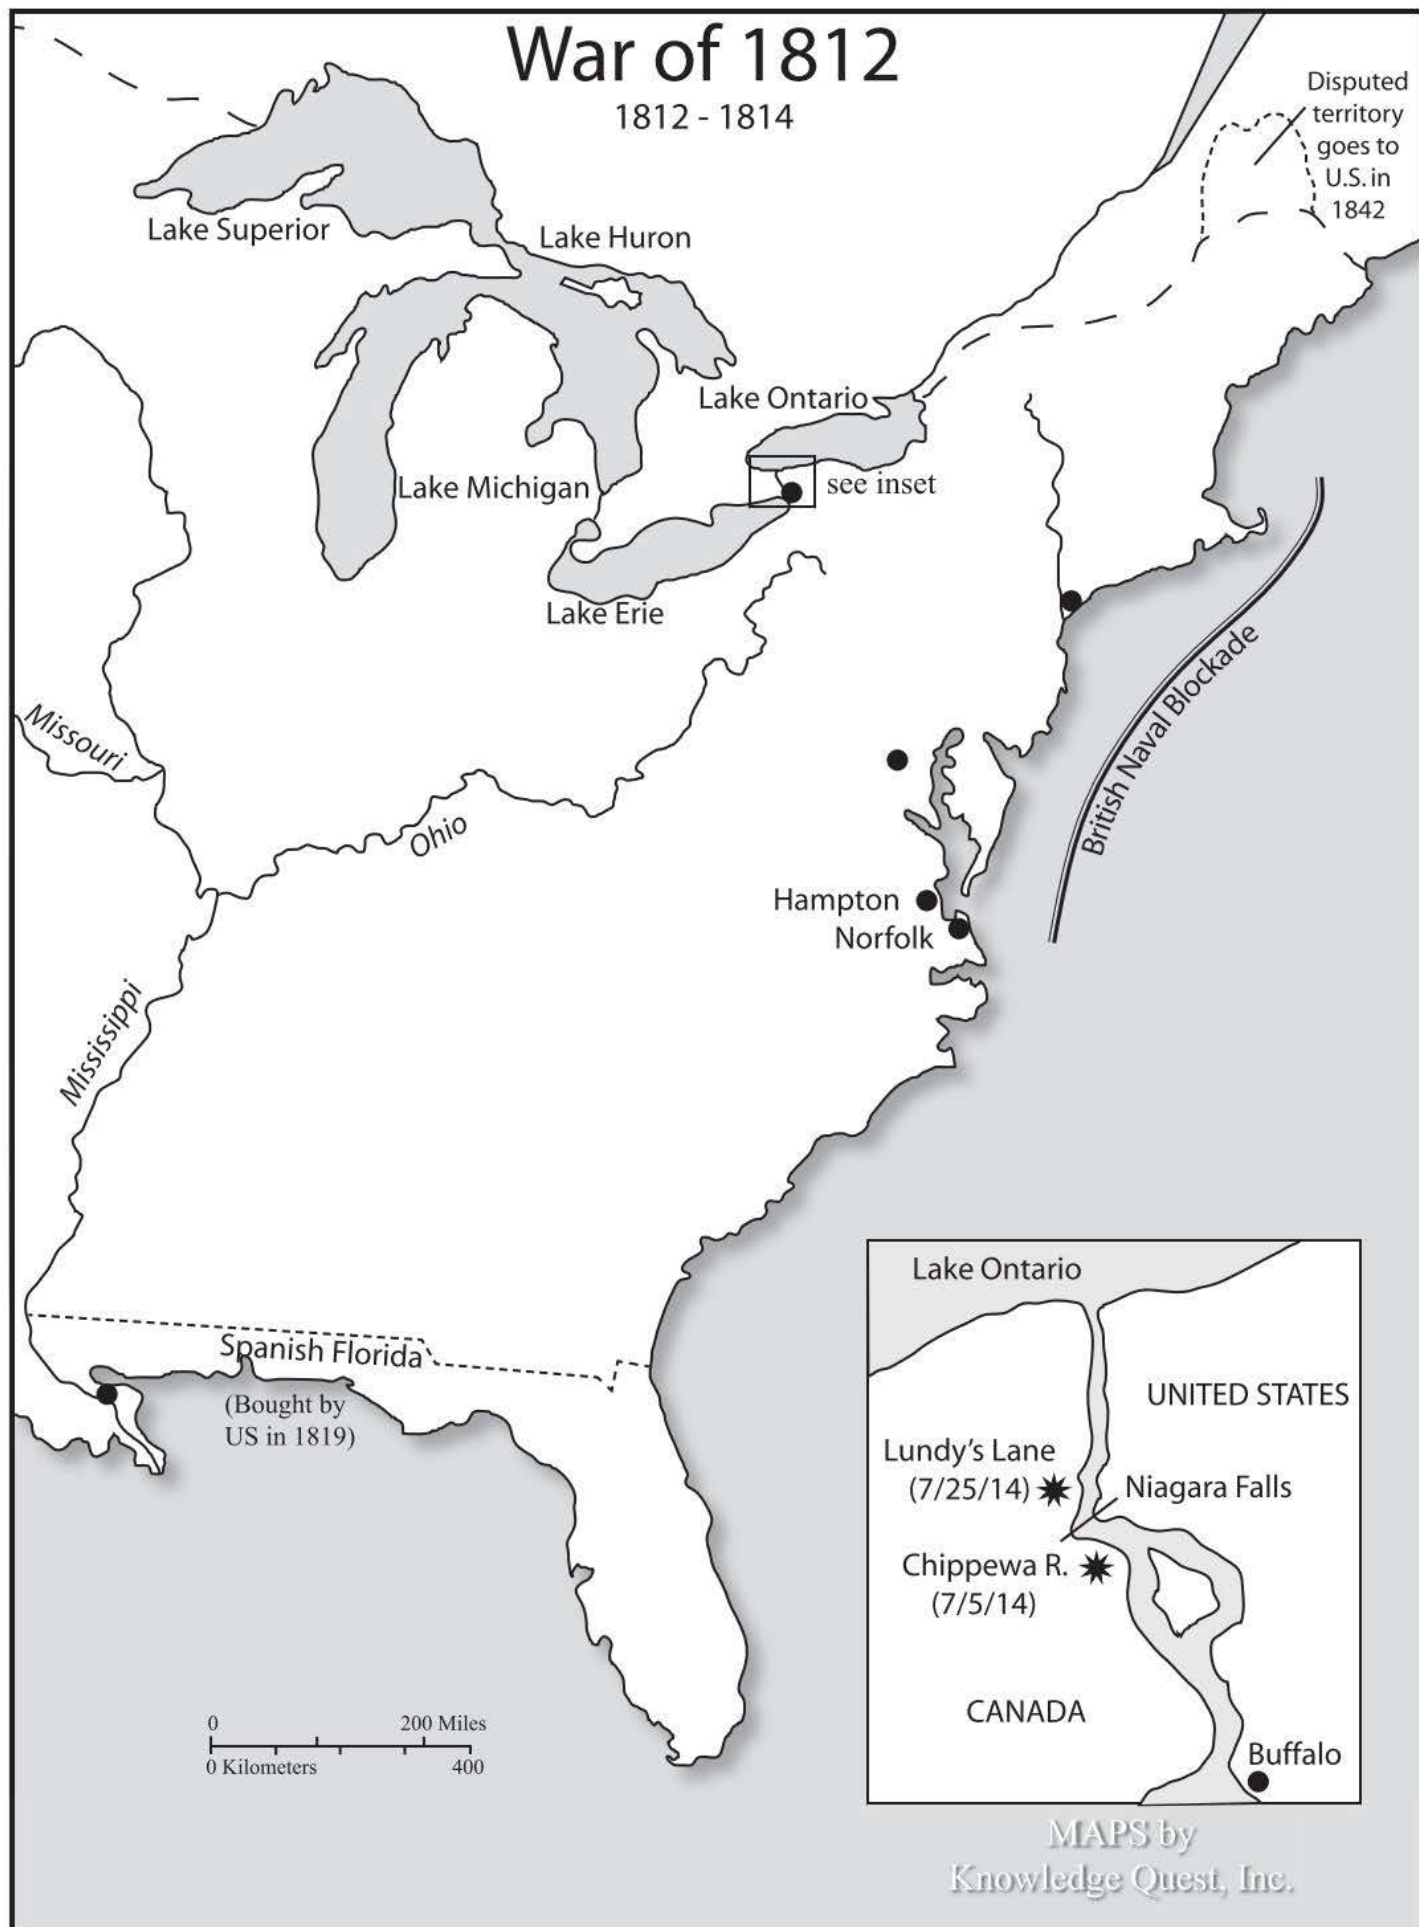 War of 1812
1812 - 1814
Disputed
territory
goes to
U.S. in
1842
Lake Superior
Lake Huron
Lake Ontario
Lake Michigan
see inset
Lake Erie
British Naval Blockade
Missouri
Ohio
Hampton
Norfolk
Mississippi
Spanish Florida
(Bought by
US in 1819)
Lake Ontario
UNITED STATES
Lundy's Lane
(7/25/14)
Niagara Falls
Chippewa R.
(7/5/14)
CANADA
Buffalo
0 200 Miles
0 Kilometers 400
MAPS by
Knowledge Quest, Inc.